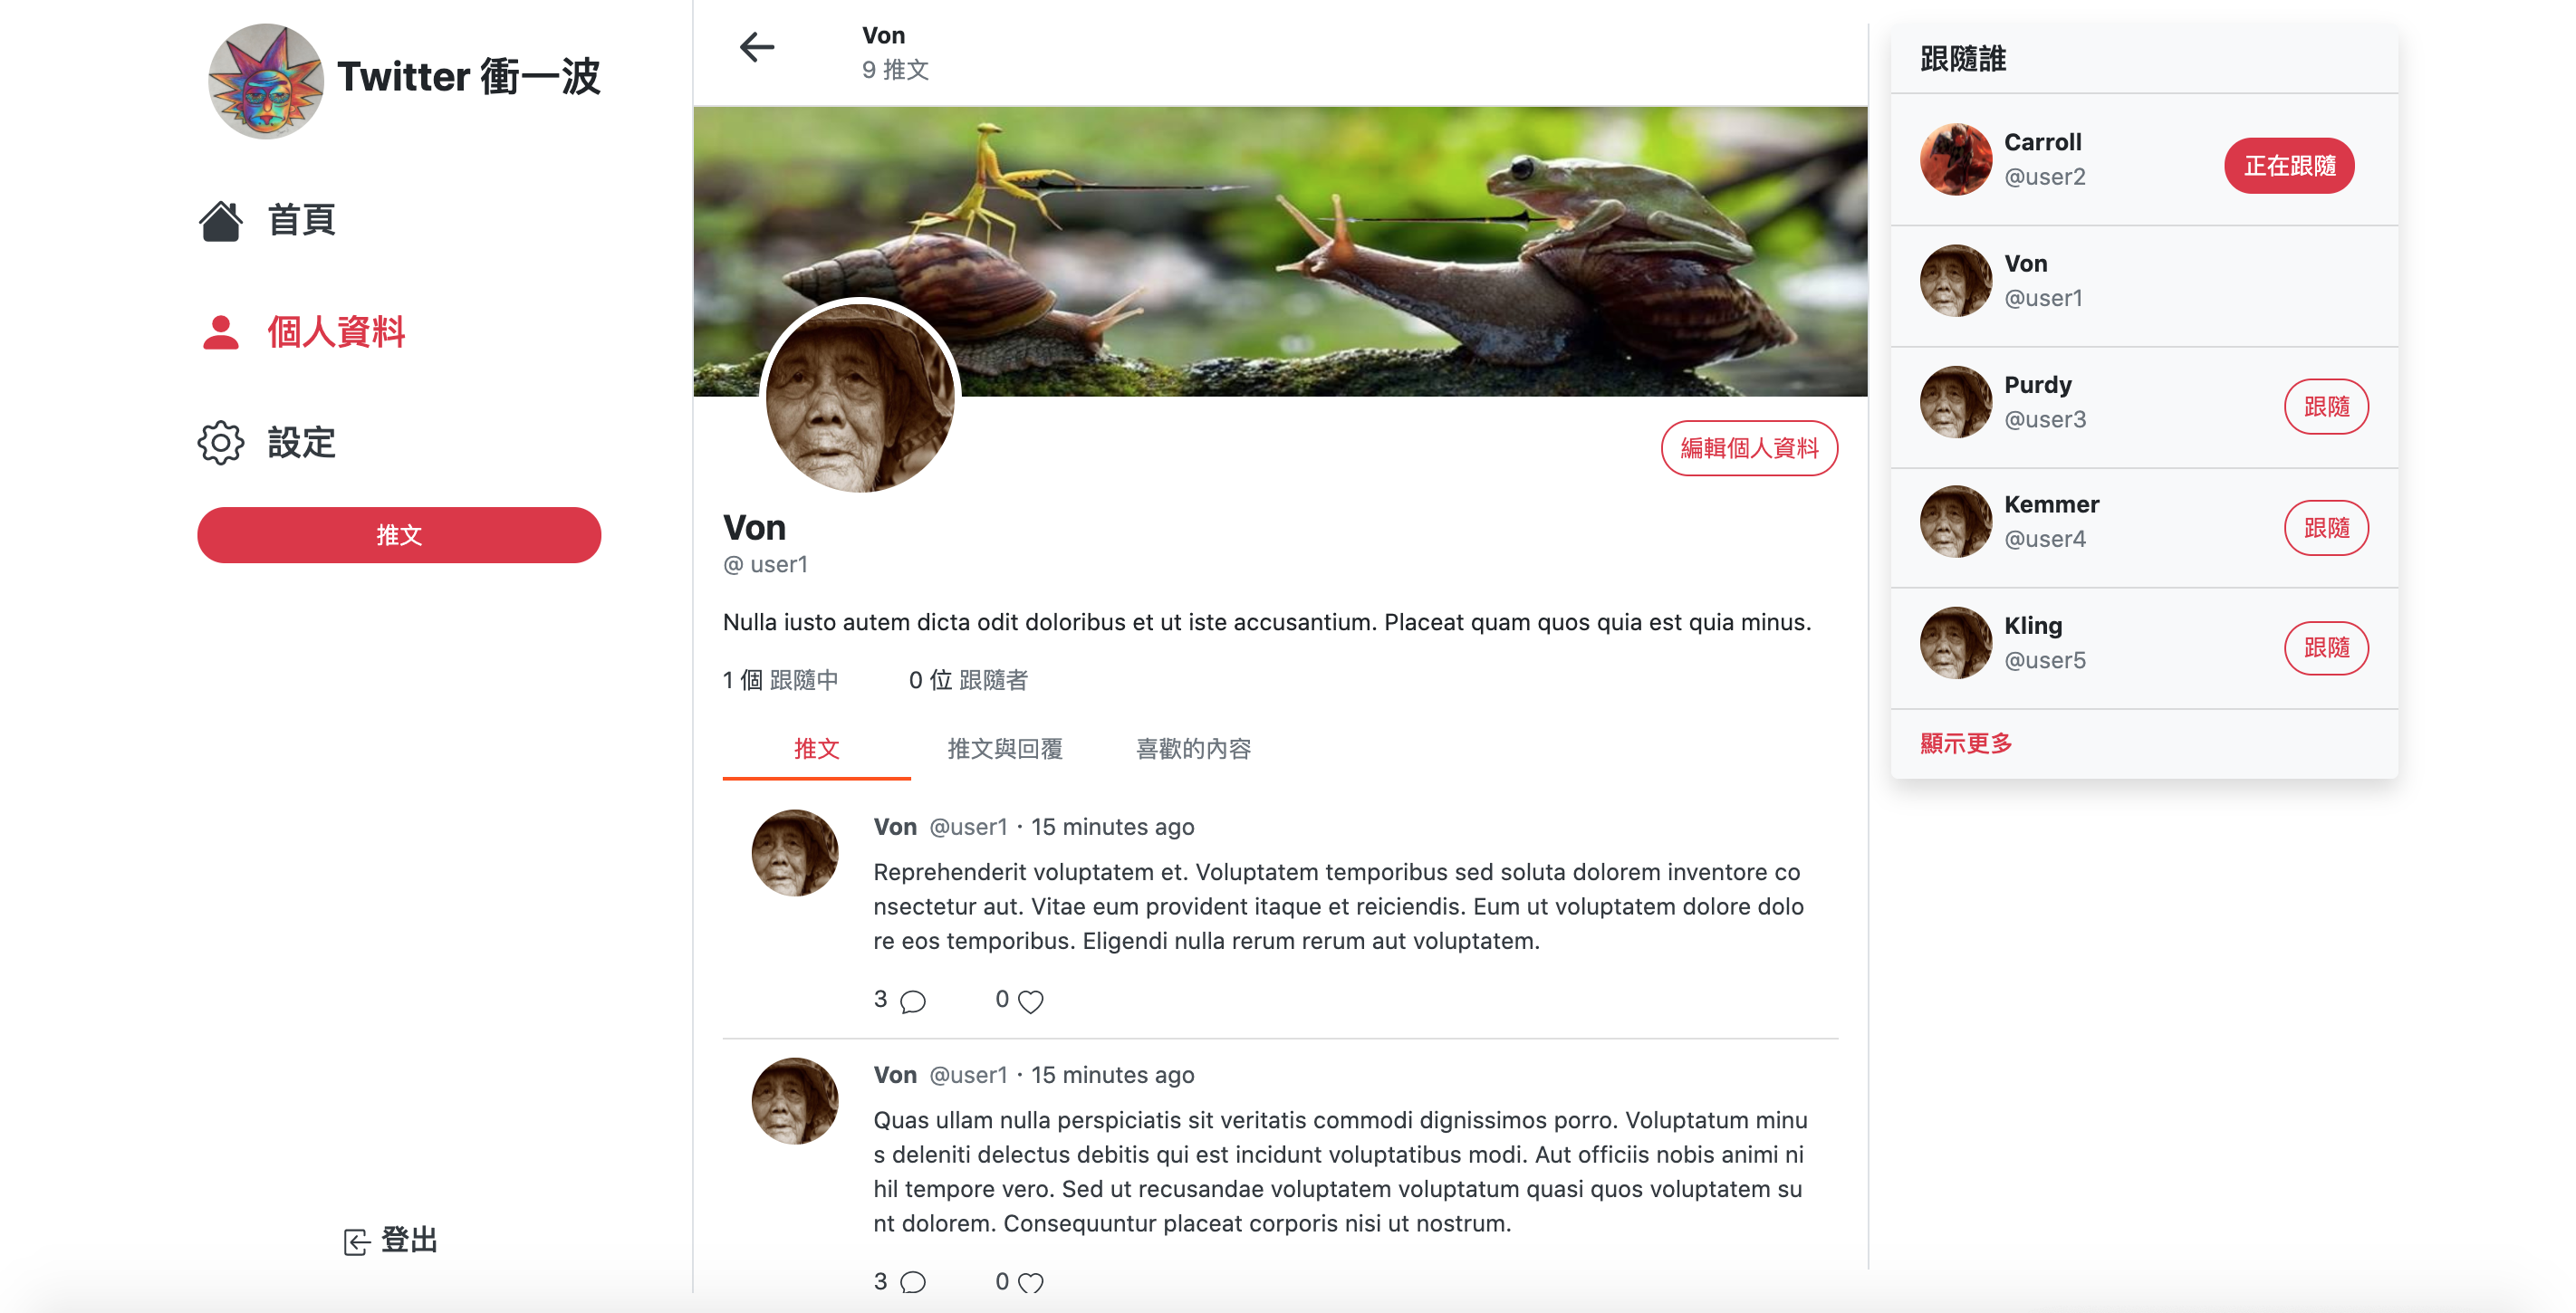 Twitter 衝一波
首頁
個人資料
設定
推文
登出
Von
9 推文
編輯個人資料
Von
@ user1
Nulla iusto autem dicta odit doloribus et ut iste accusantium. Placeat quam quos quia est quia minus.
1 個 跟隨中 0 位 跟隨者
推文 推文與回覆 喜歡的內容
Von @user1 · 15 minutes ago
Reprehenderit voluptatem et. Voluptatem temporibus sed soluta dolorem inventore co
nsectetur aut. Vitae eum provident itaque et reiciendis. Eum ut voluptatem dolore dolo
re eos temporibus. Eligendi nulla rerum rerum aut voluptatem.
3 0
Von @user1 · 15 minutes ago
Quas ullam nulla perspiciatis sit veritatis commodi dignissimos porro. Voluptatum minu
s deleniti delectus debitis qui est incidunt voluptatibus modi. Aut officiis nobis animi ni
hil tempore vero. Sed ut recusandae voluptatem voluptatum quasi quos voluptatem su
nt dolorem. Consequuntur placeat corporis nisi ut nostrum.
3 0
跟隨誰
Carroll
@user2
正在跟隨
Von
@user1
Purdy
@user3
跟隨
Kemmer
@user4
跟隨
Kling
@user5
跟隨
顯示更多